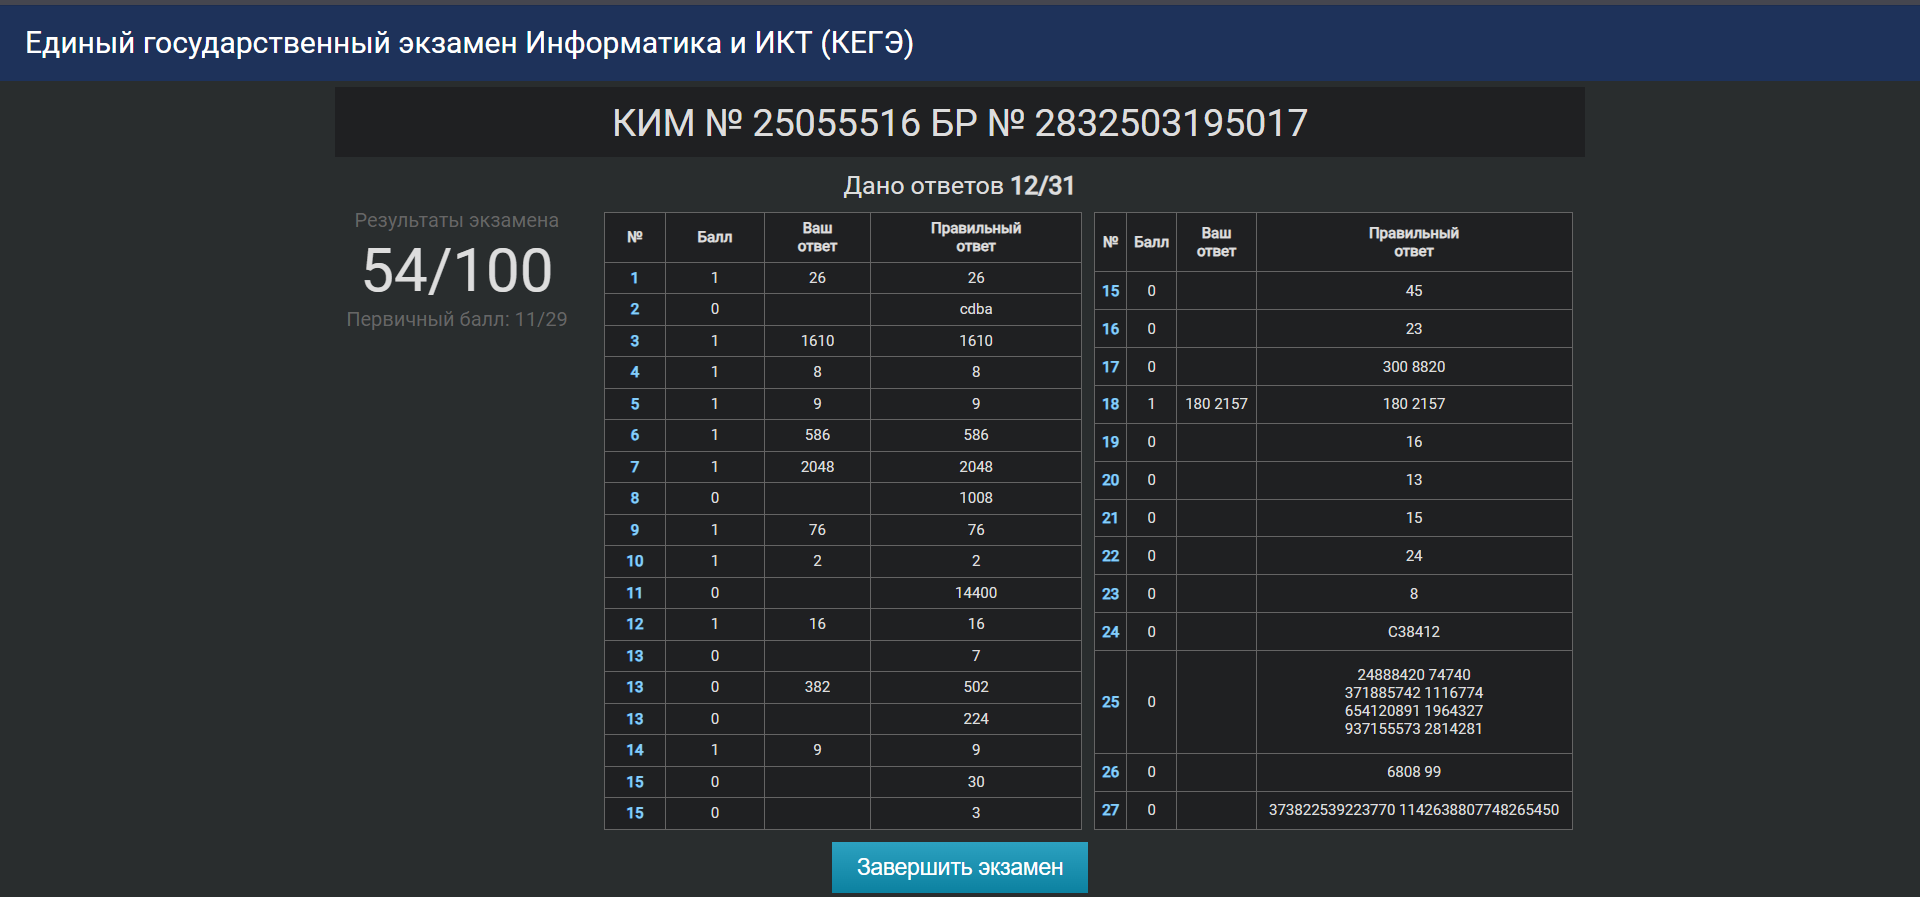 Единый государственный экзамен Информатика и ИКТ (КЕГЭ)
КИМ № 25055516 БР № 2832503195017
Дано ответов 12/31
Результаты экзамена
54/100
Первичный балл: 11/29
№ Балл Ваш ответ Правильный ответ
1 1 26 26
2 0 cdba
3 1 1610 1610
4 1 8 8
5 1 9 9
6 1 586 586
7 1 2048 2048
8 0 1008
9 1 76 76
10 1 2 2
11 0 14400
12 1 16 16
13 0 7
13 0 382 502
13 0 224
14 1 9 9
15 0 30
15 0 3
№ Балл Ваш ответ Правильный ответ
15 0 45
16 0 23
17 0 300 8820
18 1 180 2157 180 2157
19 0 16
20 0 13
21 0 15
22 0 24
23 0 8
24 0 C38412
25 0 24888420 74740
371885742 1116774
654120891 1964327
937155573 2814281
26 0 6808 99
27 0 373822539223770 1142638807748265450
Завершить экзамен